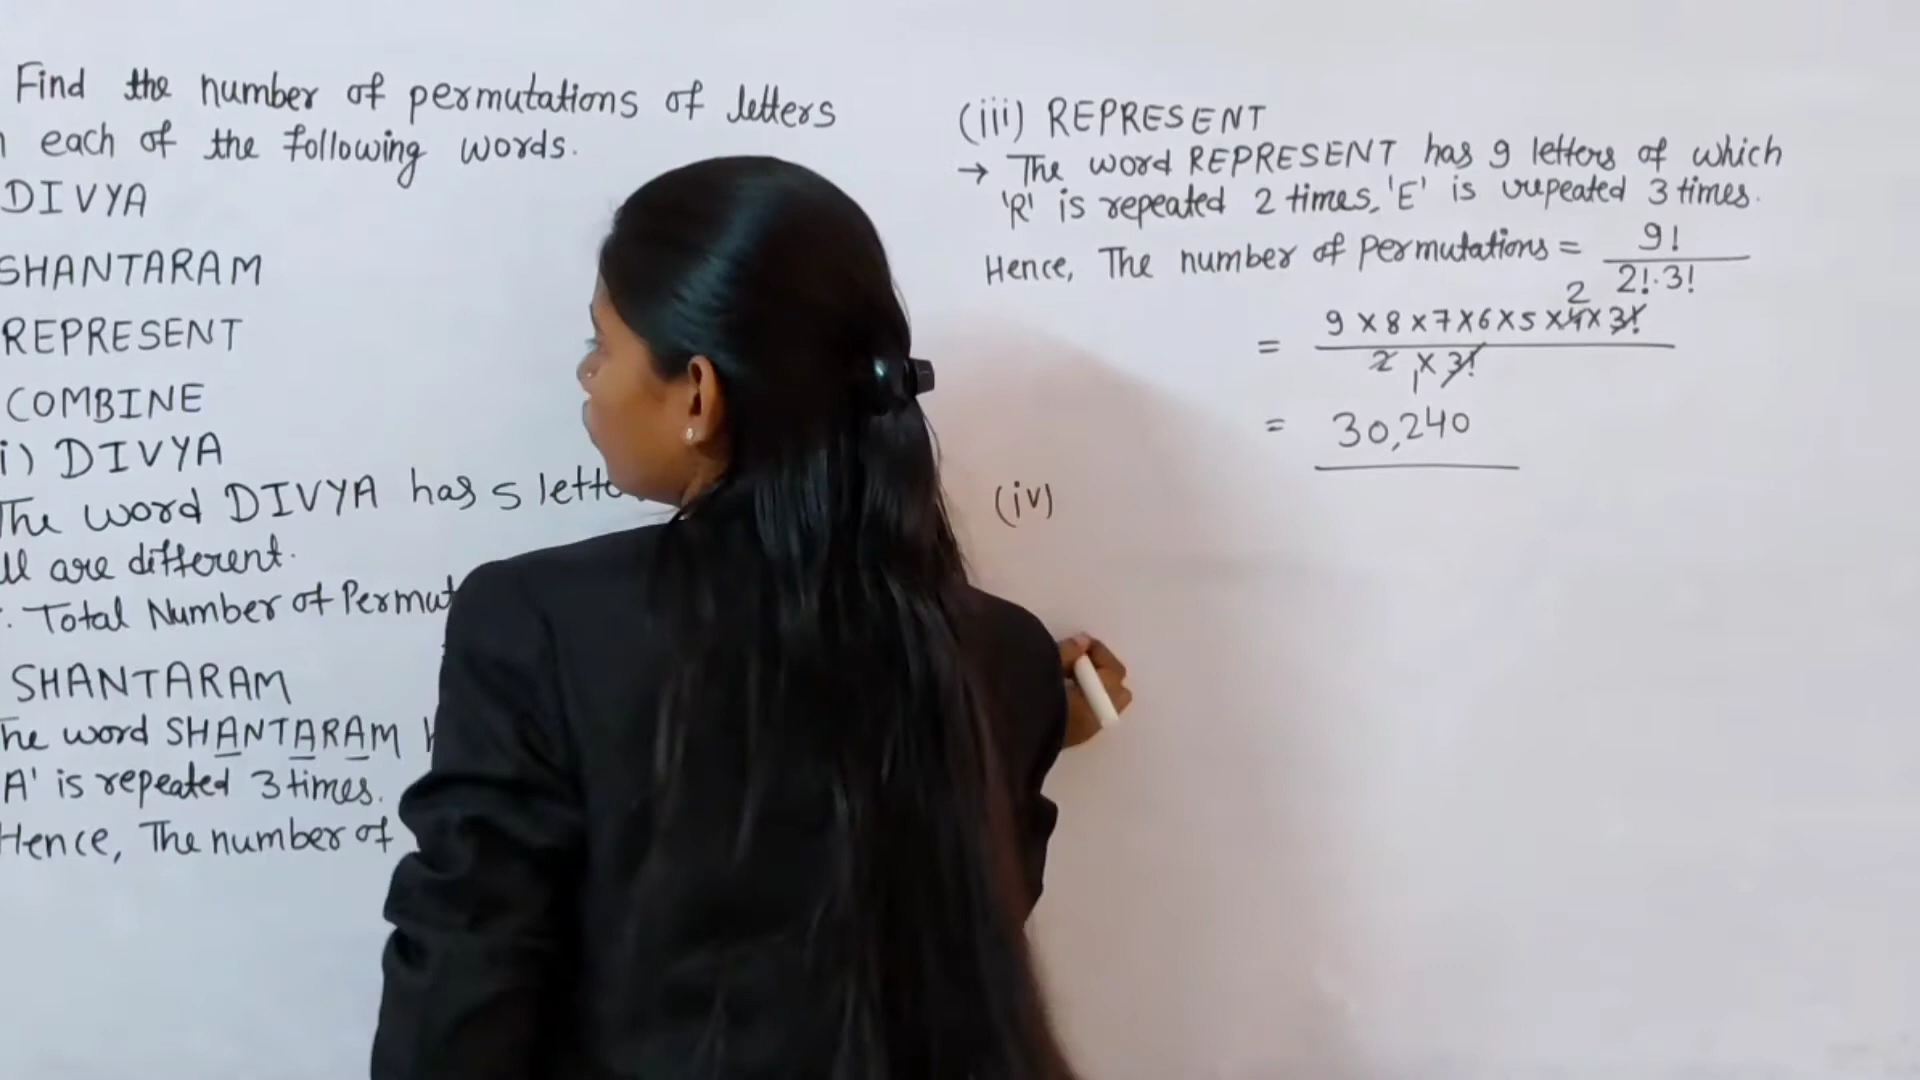 Find the number of permutations of letters
each of the following words.
DIVYA
SHANTARAM
REPRESENT
COMBINE
i) DIVYA
The word DIVYA has 5
are different.
Total Number of
SHANTARAM
The word SHANTARAM
A' is repeated 3 times.
Hence, The number of
(iii) REPRESENT
→ The word REPRESENT has 9 letters of which
'R' is repeated 2 times, 'E' is repeated 3 times.
Hence, The number of Permutations = 9! / 2!·3!
= 9 x 8 x 7 x 6 x 5 x 4 2 x 3! / 2 1 x 3!
= 30,240
(iv)